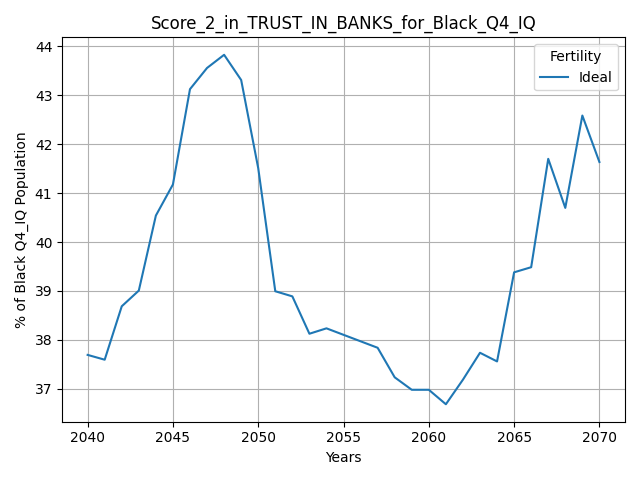 Score_2_in_TRUST_IN_BANKS_for_Black_Q4_IQ
% of Black Q4_IQ Population
44
43
42
41
40
39
38
37
Fertility
Ideal
2040 2045 2050 2055 2060 2065 2070
Years